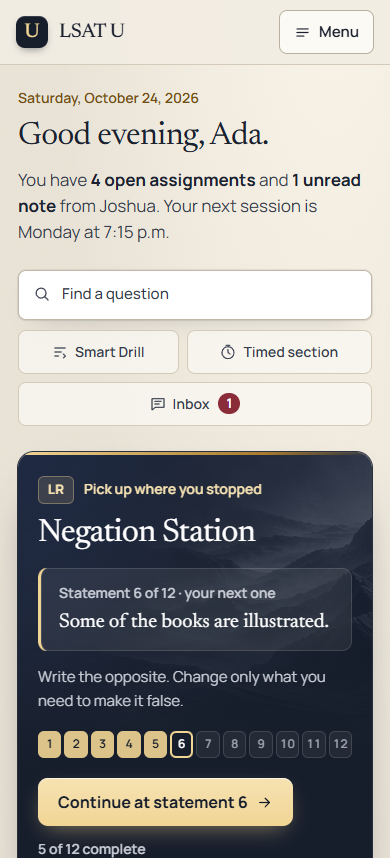 U LSAT U Menu
Saturday, October 24, 2026
Good evening, Ada.
You have 4 open assignments and 1 unread
note from Joshua. Your next session is
Monday at 7:15 p.m.
Find a question
Smart Drill Timed section
Inbox 1
LR Pick up where you stopped
Negation Station
Statement 6 of 12 · your next one
Some of the books are illustrated.
Write the opposite. Change only what you
need to make it false.
1 2 3 4 5 6 7 8 9 10 11 12
Continue at statement 6 →
5 of 12 complete